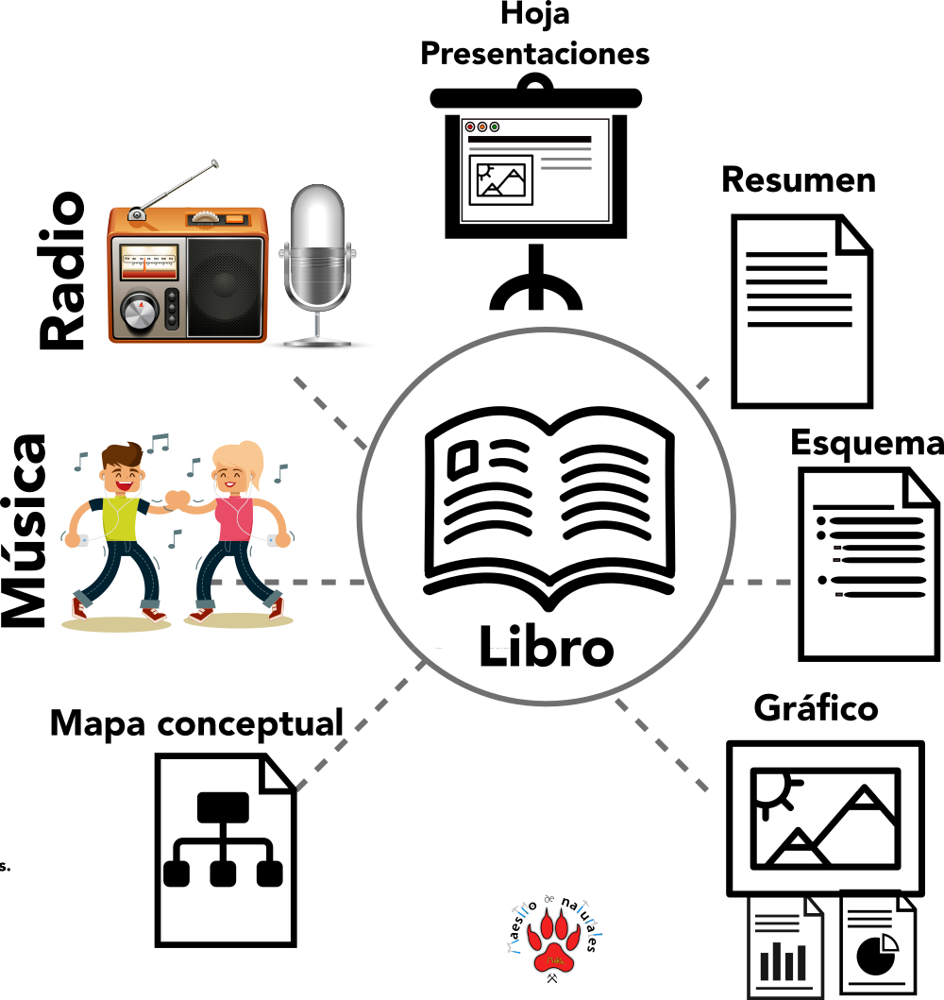 Hoja
Presentaciones
Resumen
Radio
Esquema
Música
Libro
Gráfico
Mapa conceptual
s.
Maestro de naturales